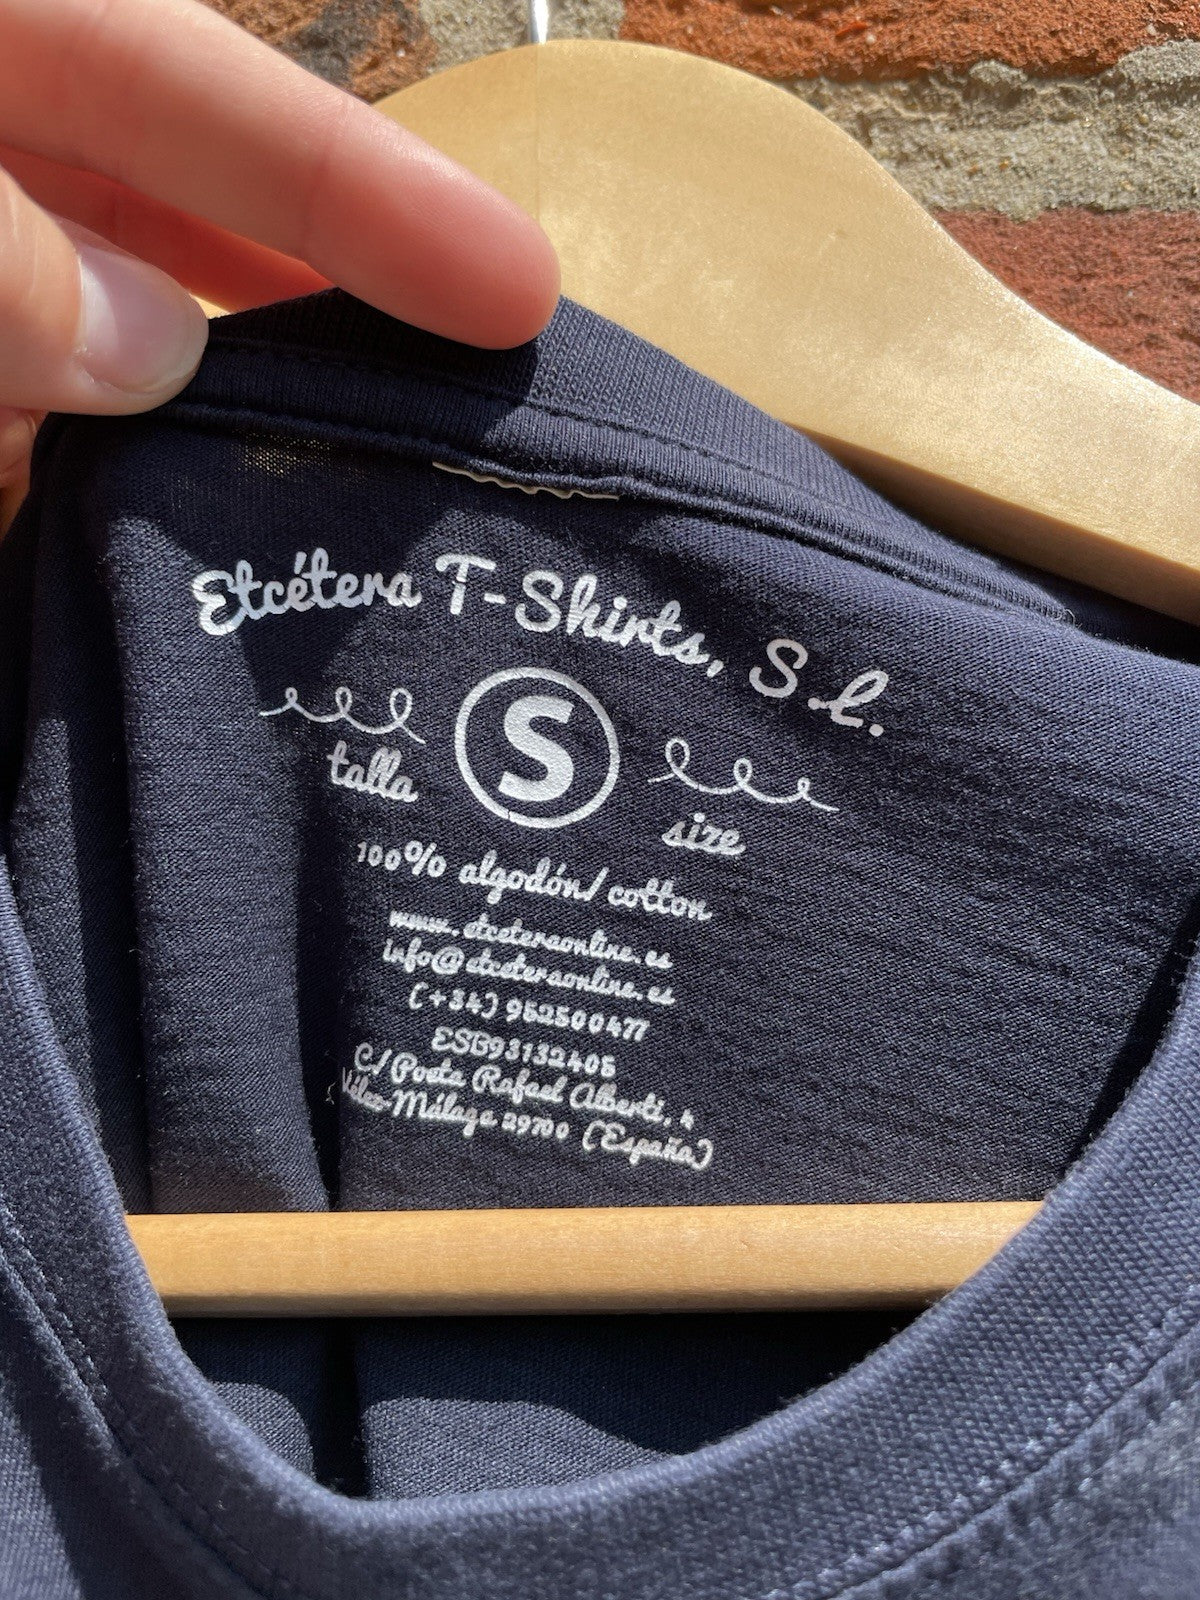 Etcétera T-Shirts, S.l.
talla S size
100% algodón/cotton
www.etceteraonline.es
info@etceteraonline.es
(+34) 952500477
ESB93132405
C/ Poeta Rafael Alberti, 4
Vélez-Málaga 29700 (España)